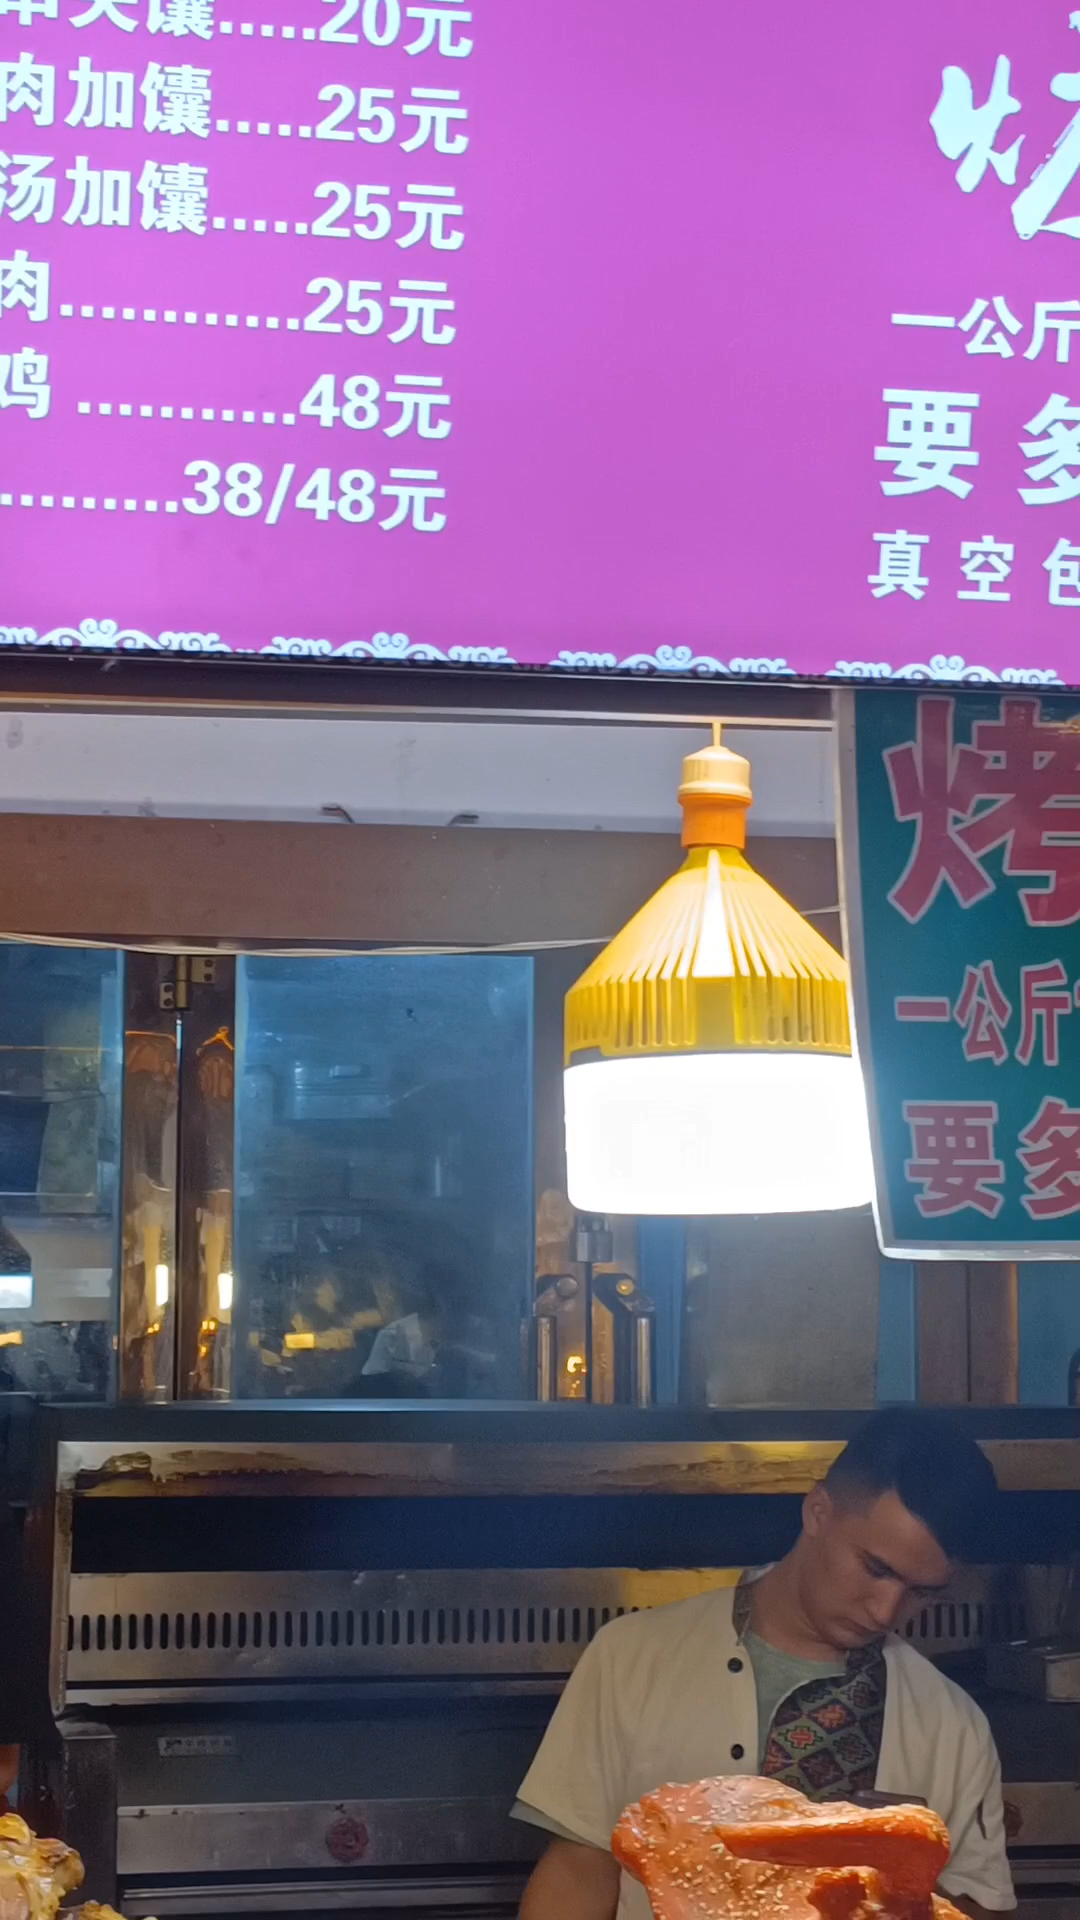 馕.....20元
肉加馕.....25元
汤加馕.....25元
肉............25元
鸡...........48元
.........38/48元
一公斤
要多
真空包
烤
一公斤
要多